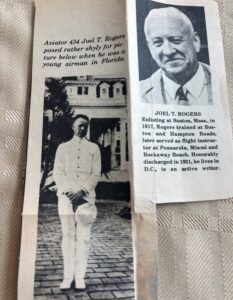 Aviator 434 Joel T. Rogers
posed rather shyly for pic-
ture below when he was a
young airman in Florida.
JOEL T. ROGERS
Enlisting at Boston, Mass., in
1917, Rogers trained at Bos-
ton and Hampton Roads,
later served as flight instruc-
tor at Pensacola, Miami and
Rockaway Beach. Honorably
discharged in 1921, he lives in
D.C., is an active writer.